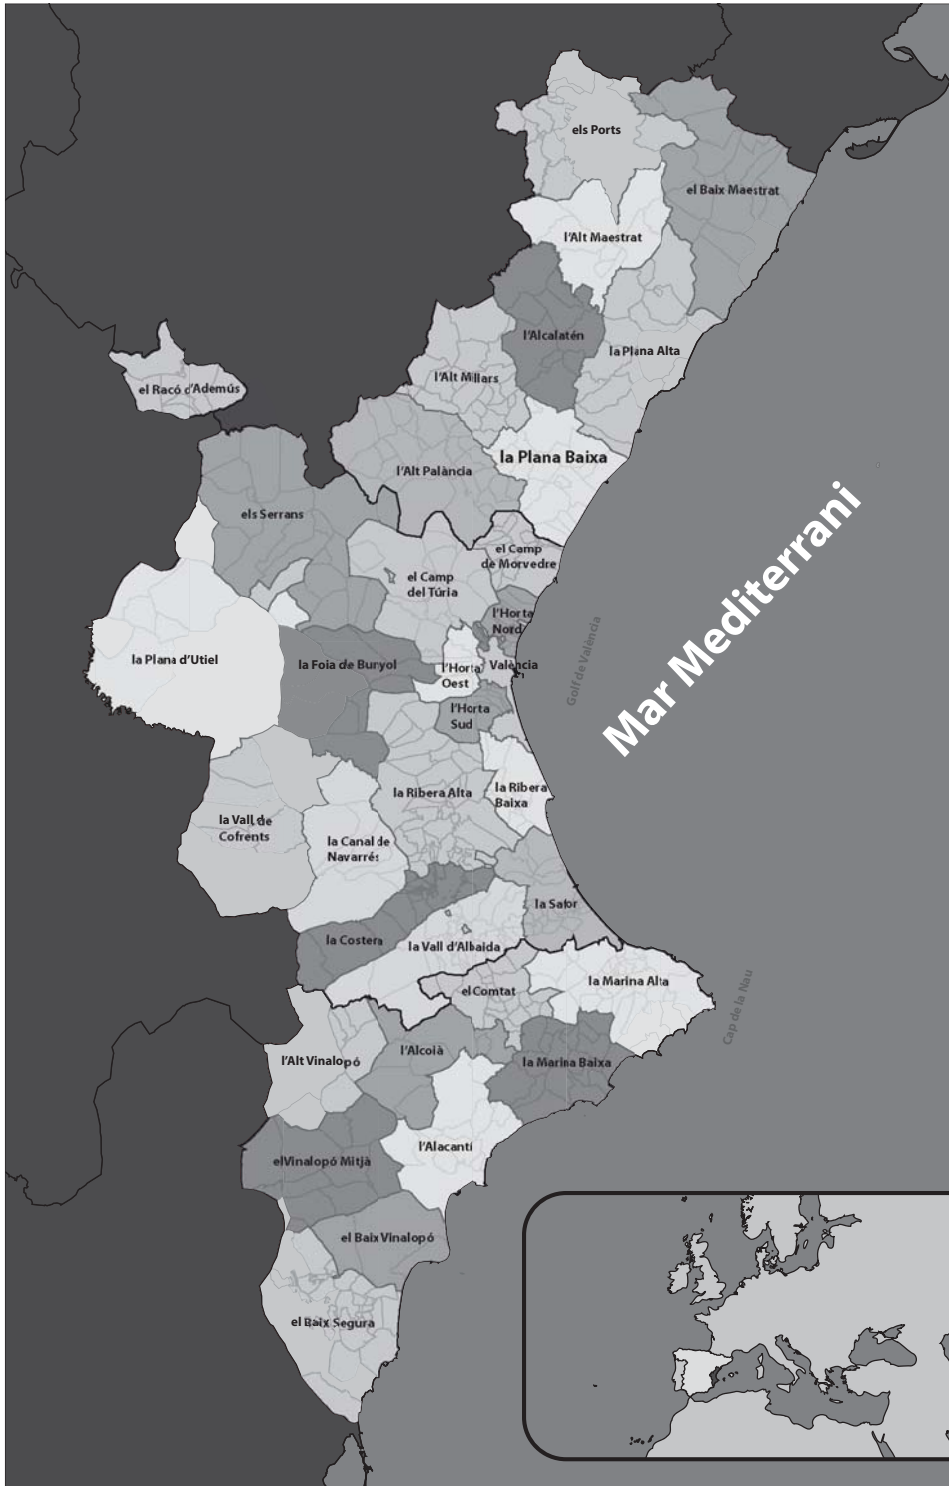 els Ports
el Baix Maestrat
l'Alt Maestrat
l'Alcalatén
la Plana Alta
l'Alt Millars
el Racó d'Ademús
la Plana Baixa
l'Alt Palància
els Serrans
Mar Mediterrani
el Camp
de Morvedre
el Camp
del Túria
l'Horta
Nord
Golf de València
la Plana d'Utiel
la Foia de Bunyol
l'Horta
Oest
València
l'Horta
Sud
la Ribera Alta
la Ribera
Baixa
la Vall de
Cofrents
la Canal de
Navarrés
la Safor
la Costera
la Vall d'Albaida
la Marina Alta
el Comtat
Cap de la Nau
l'Alt Vinalopó
l'Alcoià
la Marina Baixa
l'Alacantí
el Vinalopó Mitjà
el Baix Vinalopó
el Baix Segura